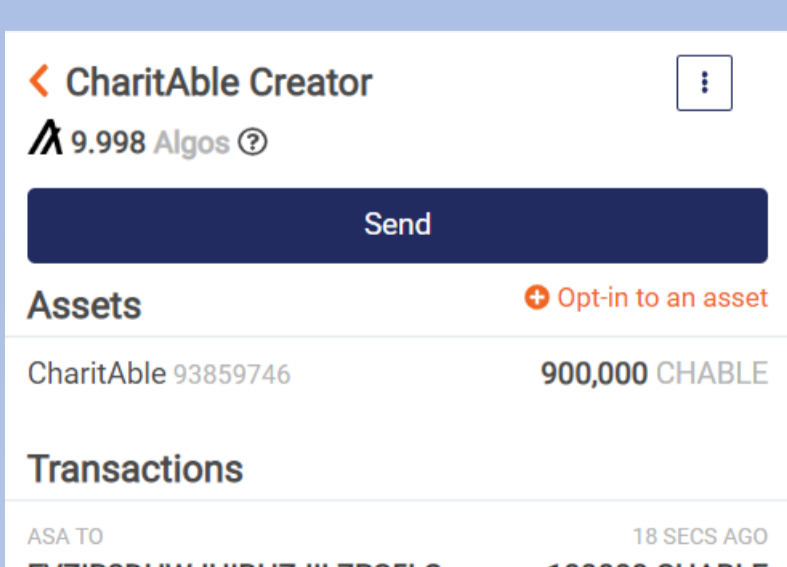 CharitAble Creator
9.998 Algos
Send
Assets
Opt-in to an asset
CharitAble 93859746
900,000 CHABLE
Transactions
ASA TO
18 SECS AGO
CHABLE